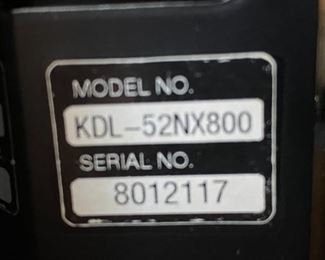 MODEL NO.
KDL-52NX800
SERIAL NO.
8012117